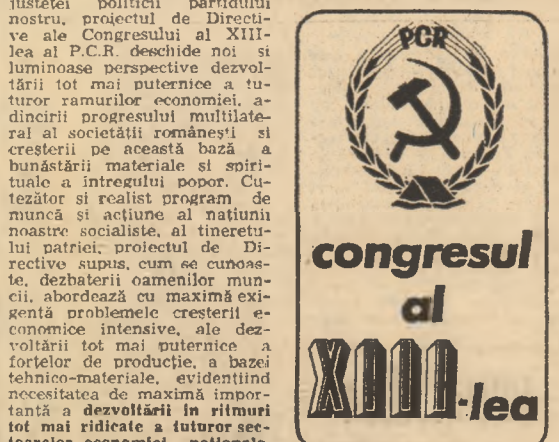 justeței politicii partidului
nostru, proiectul de Directi-
ve ale Congresului al XIII-
lea al P.C.R. deschide noi și
luminoase perspective dezvol-
tării tot mai puternice a tu-
turor ramurilor economiei, a-
dincirii progresului multilate-
ral al societății românești și
creșterii pe această bază a
bunăstării materiale și spiri-
tuale a întregului popor. Cu-
tezător și realist program de
muncă și acțiune al națiunii
noastre socialiste, al tineretu-
lui patriei, proiectul de Di-
rective supus, cum se cunoaș-
te, dezbaterii oamenilor mun-
cii, abordează cu maximă exi-
gență problemele creșterii e-
conomice intensive, ale dez-
voltării tot mai puternice a
forțelor de producție, a bazei
tehnico-materiale, evidențiind
necesitatea de maximă impor-
tanță a dezvoltării în ritmuri
tot mai ridicate a tuturor sec-
toarelor economiei naționale,
PCR
congresul
al
XIII-lea